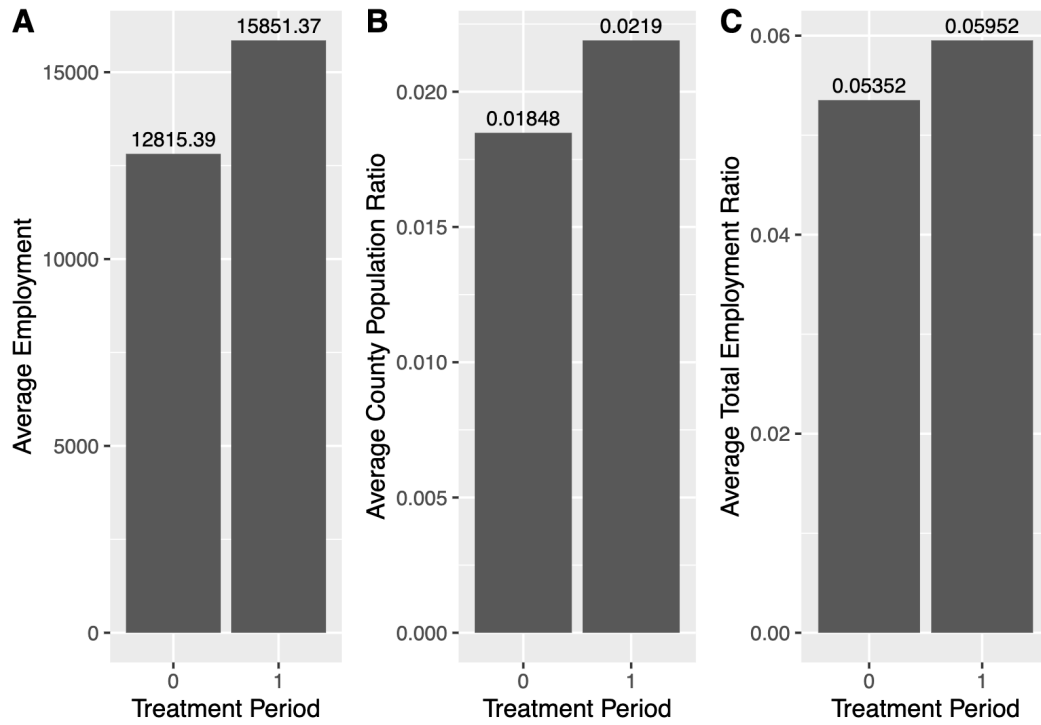 A
Average Employment
15000
10000
5000
0
12815.39
15851.37
0
1
Treatment Period
B
Average County Population Ratio
0.020
0.015
0.010
0.005
0.000
0.01848
0.0219
0
1
Treatment Period
C
Average Total Employment Ratio
0.06
0.04
0.02
0.00
0.05352
0.05952
0
1
Treatment Period